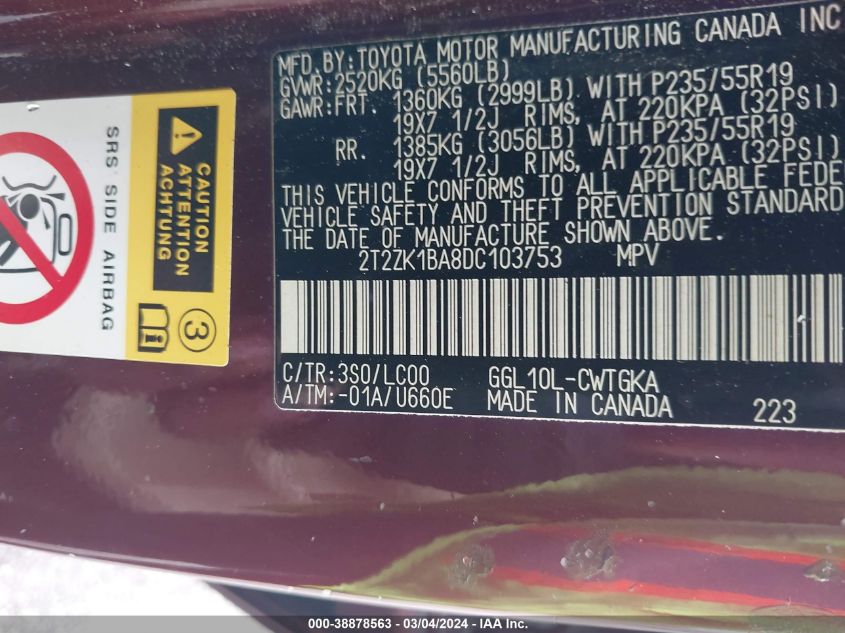 MFD.BY:TOYOTA MOTOR MANUFACTURING CANADA INC
GVWR:2520KG (5560LB)
GAWR:FRT. 1360KG (2999LB) WITH P235/55R19
19X7 1/2J RIMS, AT 220KPA (32PSI)
RR. 1385KG (3056LB) WITH P235/55R19
19X7 1/2J RIMS, AT 220KPA (32PSI)
THIS VEHICLE CONFORMS TO ALL APPLICABLE FEDE
VEHICLE SAFETY AND THEFT PREVENTION STANDARD
THE DATE OF MANUFACTURE SHOWN ABOVE.
2T2ZK1BA8DC103753 MPV
C/TR:3S0/LC00 GGL10L-CWTGKA
A/TM:-01A/U660E MADE IN CANADA 223
CAUTION
ATTENTION
ACHTUNG
3
SRS SIDE AIRBAG
000-38878563 - 03/04/2024 - IAA Inc.